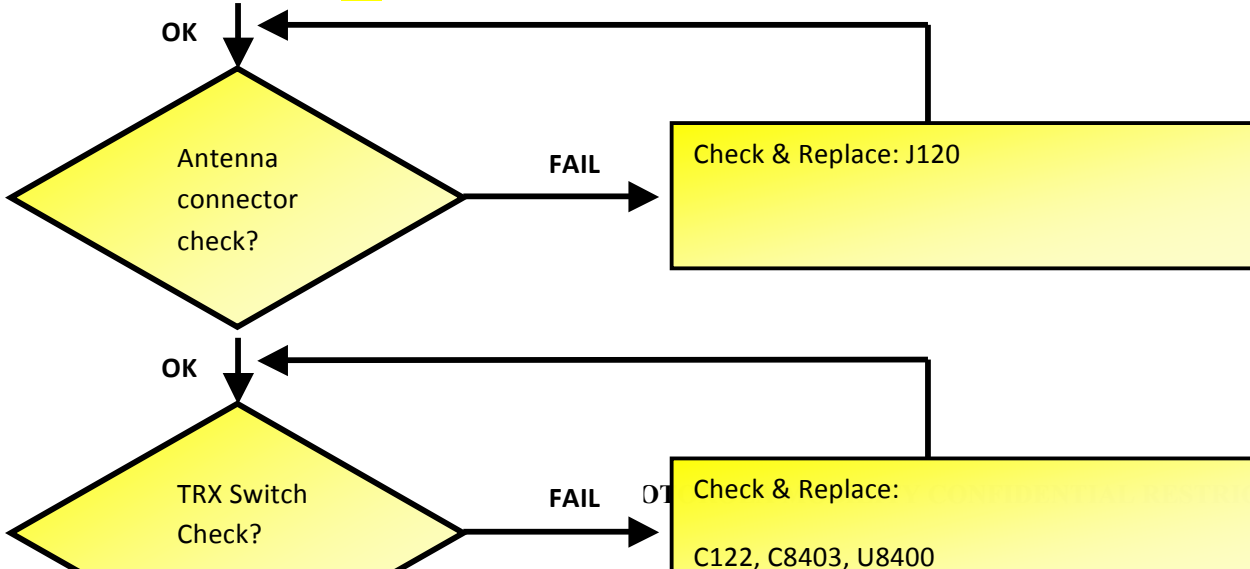 OK
Antenna
connector
check?
FAIL
Check & Replace: J120
OK
TRX Switch
Check?
FAIL
Check & Replace:
C122, C8403, U8400